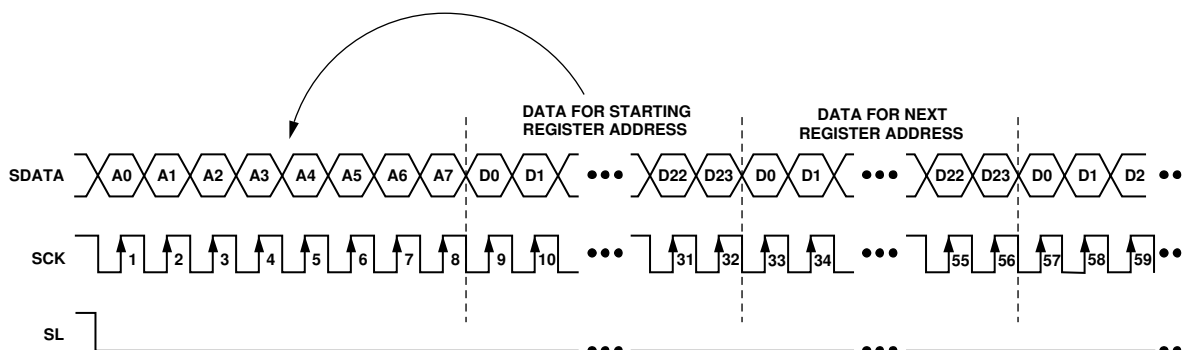 DATA FOR STARTING
REGISTER ADDRESS
DATA FOR NEXT
REGISTER ADDRESS
SDATA A0 A1 A2 A3 A4 A5 A6 A7 D0 D1 ••• D22 D23 D0 D1 ••• D22 D23 D0 D1 D2 ••
SCK 1 2 3 4 5 6 7 8 9 10 ••• 31 32 33 34 ••• 55 56 57 58 59 ••
SL ••• ••• ••